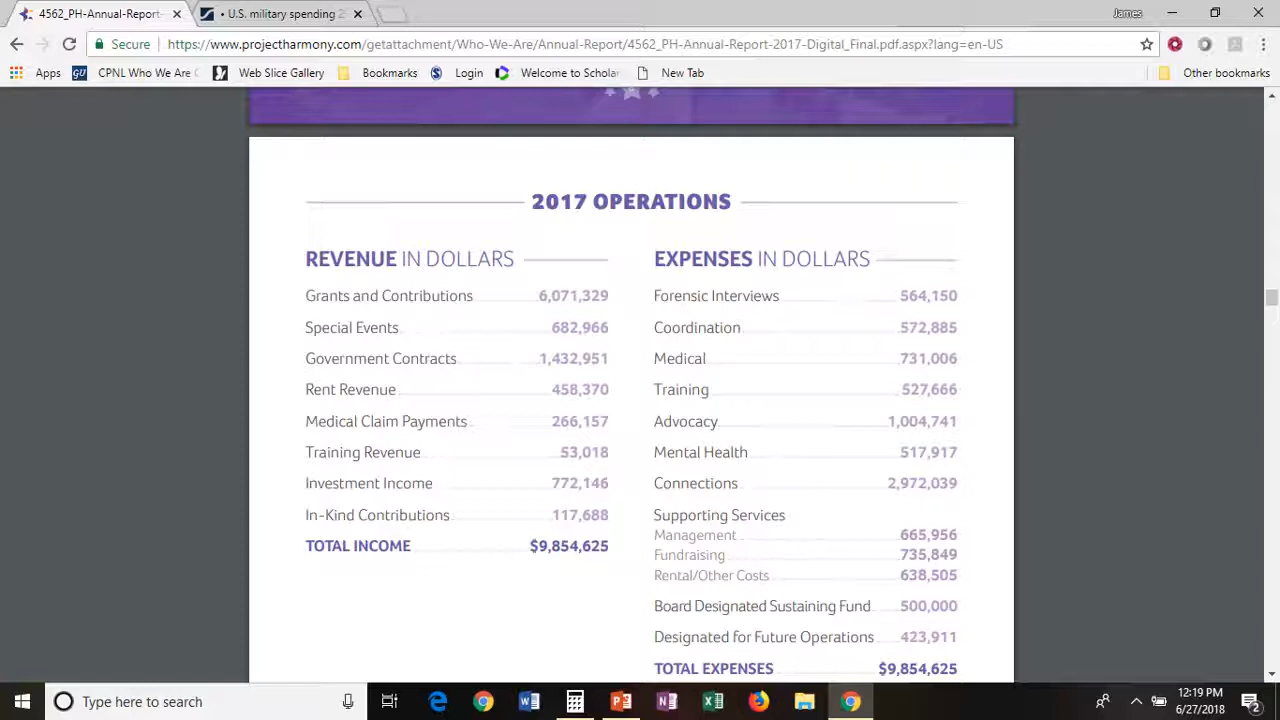 4562_PH-Annual-Report-
• U.S. military spending 2
James
Secure
https://www.projectharmony.com/getattachment/Who-We-Are/Annual-Report/4562_PH-Annual-Report-2017-Digital_Final.pdf.aspx?lang=en-US
Apps
CPNL Who We Are
Web Slice Gallery
Bookmarks
Login
Welcome to Scholar
New Tab
Other bookmarks
2017 OPERATIONS
REVENUE IN DOLLARS
Grants and Contributions 6,071,329
Special Events 682,966
Government Contracts 1,432,951
Rent Revenue 458,370
Medical Claim Payments 266,157
Training Revenue 53,018
Investment Income 772,146
In-Kind Contributions 117,688
TOTAL INCOME $9,854,625
EXPENSES IN DOLLARS
Forensic Interviews 564,150
Coordination 572,885
Medical 731,006
Training 527,666
Advocacy 1,004,741
Mental Health 517,917
Connections 2,972,039
Supporting Services
Management 665,956
Fundraising 735,849
Rental/Other Costs 638,505
Board Designated Sustaining Fund 500,000
Designated for Future Operations 423,911
TOTAL EXPENSES $9,854,625
Type here to search
12:19 PM
6/27/2018